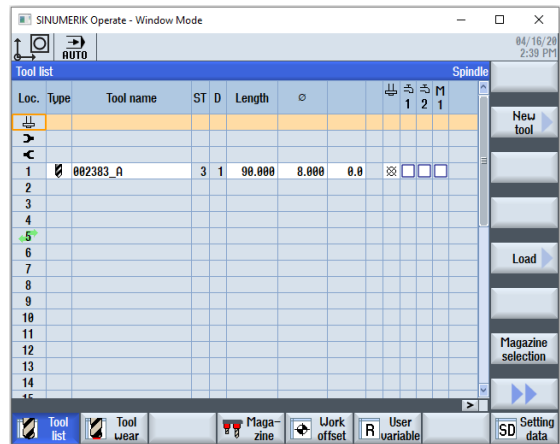 SINUMERIK Operate - Window Mode
AUTO
04/16/20
2:39 PM
Tool list Spindle
Loc. Type Tool name ST D Length Ø 1 2 M 1
1 002383_A 3 1 90.000 8.000 0.0
2
3
4
5
6
7
8
9
10
11
12
13
14
15
New tool
Load
Magazine selection
Tool list
Tool wear
Maga- zine
Work offset
R User variable
SD Setting data